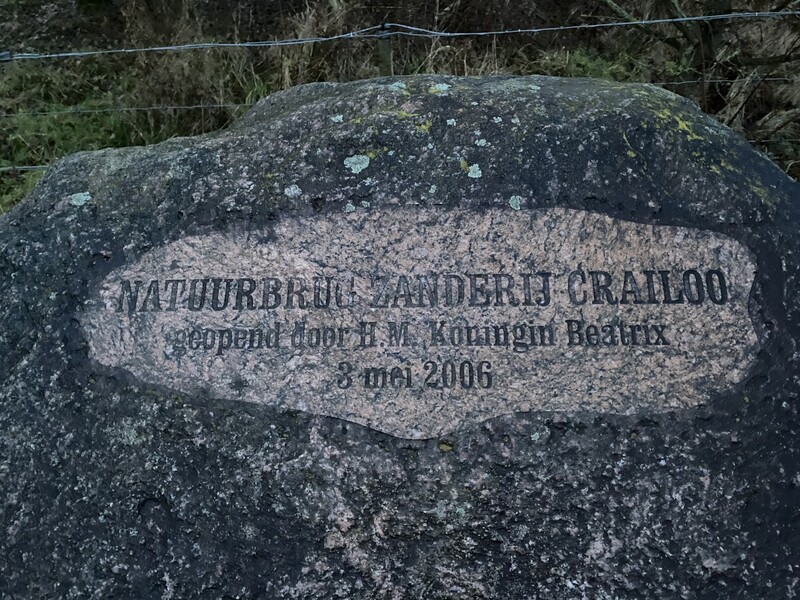 NATUURBRUG ZANDERIJ CRAILOO
geopend door H.M. Koningin Beatrix
3 mei 2006